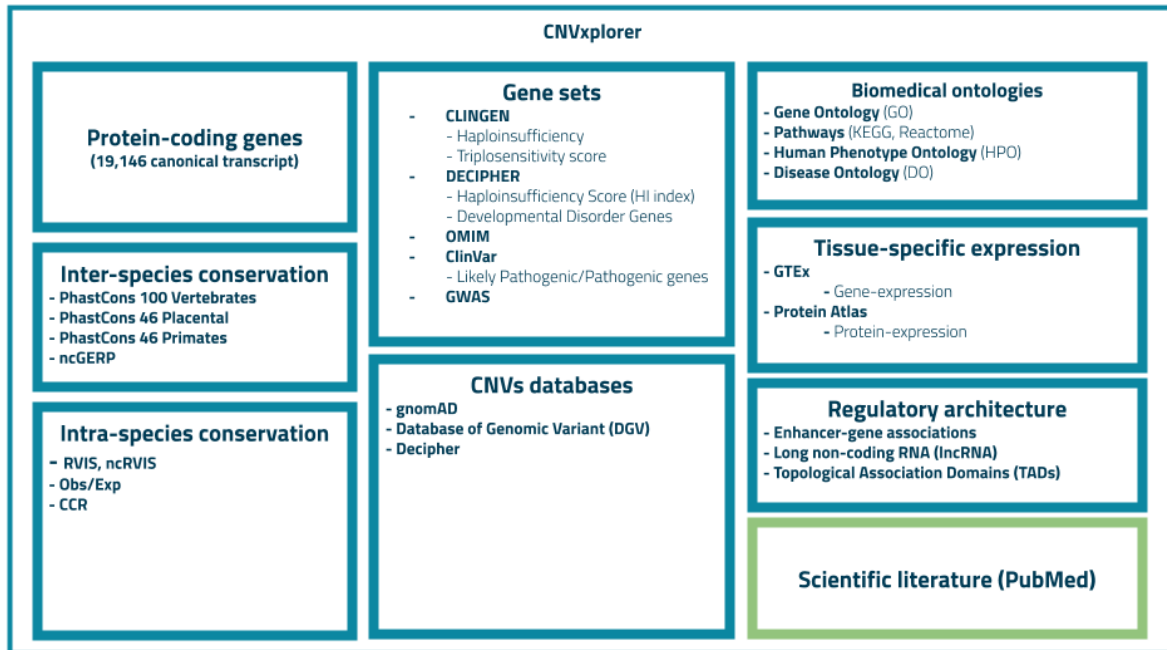 CNVxplorer
Protein-coding genes
(19,146 canonical transcript)
Inter-species conservation
- PhastCons 100 Vertebrates
- PhastCons 46 Placental
- PhastCons 46 Primates
- ncGERP
Intra-species conservation
- RVIS, ncRVIS
- Obs/Exp
- CCR
Gene sets
- CLINGEN
- Haploinsufficiency
- Triplosensitivity score
- DECIPHER
- Haploinsufficiency Score (HI index)
- Developmental Disorder Genes
- OMIM
- ClinVar
- Likely Pathogenic/Pathogenic genes
- GWAS
CNVs databases
- gnomAD
- Database of Genomic Variant (DGV)
- Decipher
Biomedical ontologies
- Gene Ontology (GO)
- Pathways (KEGG, Reactome)
- Human Phenotype Ontology (HPO)
- Disease Ontology (DO)
Tissue-specific expression
- GTEx
- Gene-expression
- Protein Atlas
- Protein-expression
Regulatory architecture
- Enhancer-gene associations
- Long non-coding RNA (lncRNA)
- Topological Association Domains (TADs)
Scientific literature (PubMed)